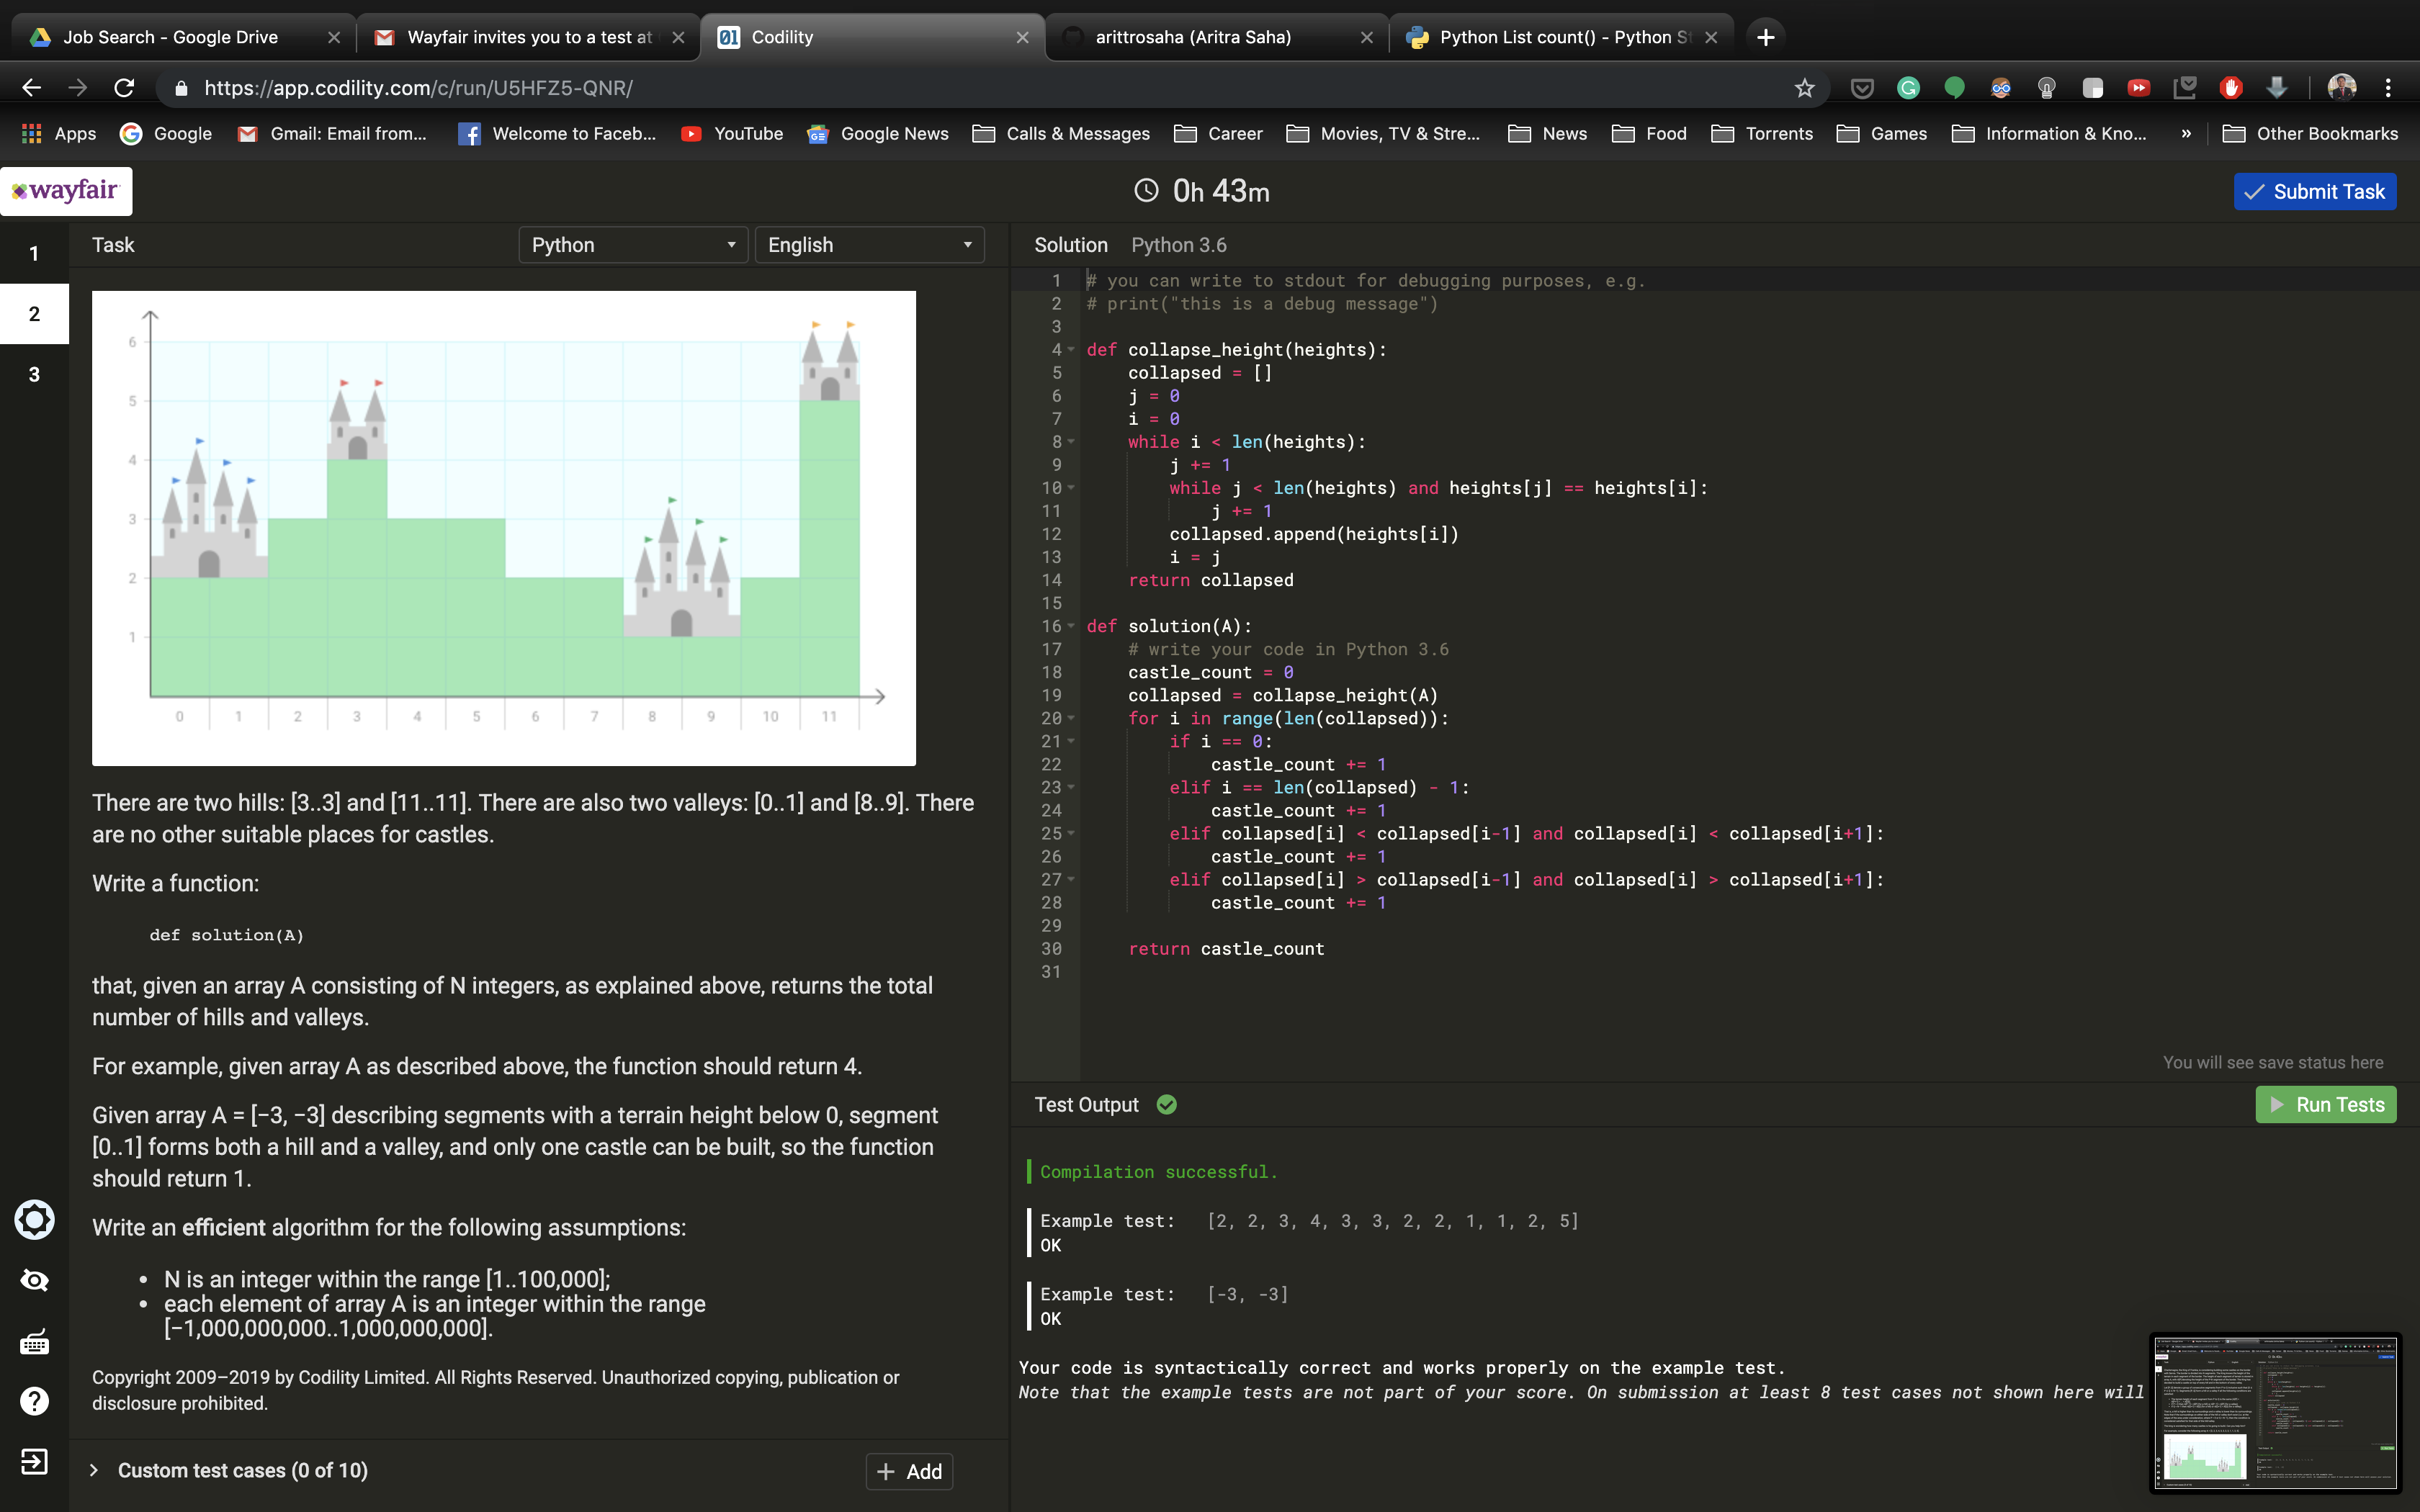 Job Search - Google Drive
Wayfair invites you to a test at
Codility
arittrosaha (Aritra Saha)
Python List count() - Python St
https://app.codility.com/c/run/U5HFZ5-QNR/
Apps
Google
Gmail: Email from...
Welcome to Faceb...
YouTube
Google News
Calls & Messages
Career
Movies, TV & Stre...
News
Food
Torrents
Games
Information & Kno...
»
Other Bookmarks
wayfair
0h 43m
Submit Task
1
2
3
Task
Python
English
6
5
4
3
2
1
0 1 2 3 4 5 6 7 8 9 10 11
There are two hills: [3..3] and [11..11]. There are also two valleys: [0..1] and [8..9]. There
are no other suitable places for castles.
Write a function:
def solution(A)
that, given an array A consisting of N integers, as explained above, returns the total
number of hills and valleys.
For example, given array A as described above, the function should return 4.
Given array A = [−3, −3] describing segments with a terrain height below 0, segment
[0..1] forms both a hill and a valley, and only one castle can be built, so the function
should return 1.
Write an efficient algorithm for the following assumptions:
• N is an integer within the range [1..100,000];
• each element of array A is an integer within the range
[−1,000,000,000..1,000,000,000].
Copyright 2009–2019 by Codility Limited. All Rights Reserved. Unauthorized copying, publication or
disclosure prohibited.
Custom test cases (0 of 10)
+ Add
Solution Python 3.6
1 # you can write to stdout for debugging purposes, e.g.
2 # print("this is a debug message")
3
4 def collapse_height(heights):
5 collapsed = []
6 j = 0
7 i = 0
8 while i < len(heights):
9 j += 1
10 while j < len(heights) and heights[j] == heights[i]:
11 j += 1
12 collapsed.append(heights[i])
13 i = j
14 return collapsed
15
16 def solution(A):
17 # write your code in Python 3.6
18 castle_count = 0
19 collapsed = collapse_height(A)
20 for i in range(len(collapsed)):
21 if i == 0:
22 castle_count += 1
23 elif i == len(collapsed) - 1:
24 castle_count += 1
25 elif collapsed[i] < collapsed[i-1] and collapsed[i] < collapsed[i+1]:
26 castle_count += 1
27 elif collapsed[i] > collapsed[i-1] and collapsed[i] > collapsed[i+1]:
28 castle_count += 1
29
30 return castle_count
31
You will see save status here
Test Output
Run Tests
Compilation successful.
Example test: [2, 2, 3, 4, 3, 3, 2, 2, 1, 1, 2, 5]
OK
Example test: [-3, -3]
OK
Your code is syntactically correct and works properly on the example test.
Note that the example tests are not part of your score. On submission at least 8 test cases not shown here will